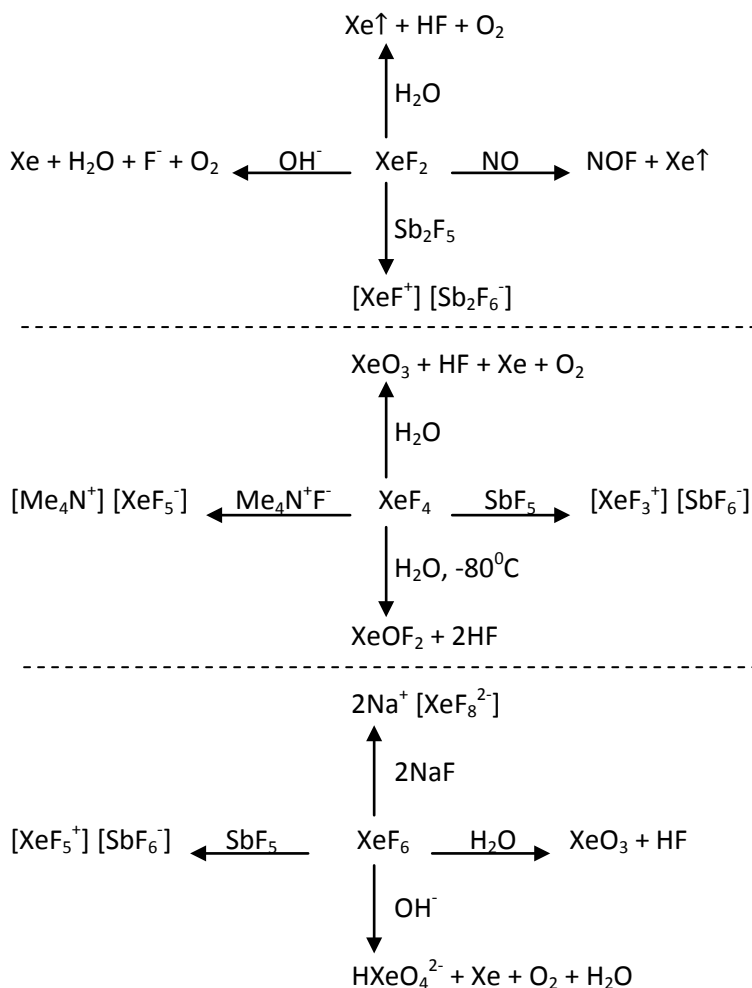 Xe↑ + HF + O₂
H₂O
Xe + H₂O + F⁻ + O₂ OH⁻ XeF₂ NO NOF + Xe↑
Sb₂F₅
[XeF⁺] [Sb₂F₆⁻]
XeO₃ + HF + Xe + O₂
H₂O
[Me₄N⁺] [XeF₅⁻] Me₄N⁺F⁻ XeF₄ SbF₅ [XeF₃⁺] [SbF₆⁻]
H₂O, -80⁰C
XeOF₂ + 2HF
2Na⁺ [XeF₈²⁻]
2NaF
[XeF₅⁺] [SbF₆⁻] SbF₅ XeF₆ H₂O XeO₃ + HF
OH⁻
HXeO₄²⁻ + Xe + O₂ + H₂O